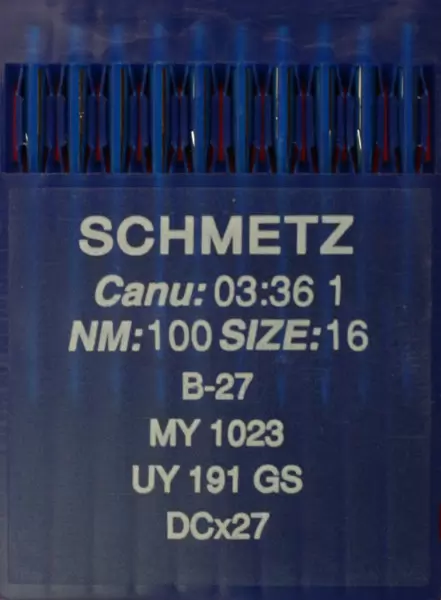 SCHMETZ
Canu: 03:36 1
NM:100 SIZE:16
B-27
MY 1023
UY 191 GS
DCx27